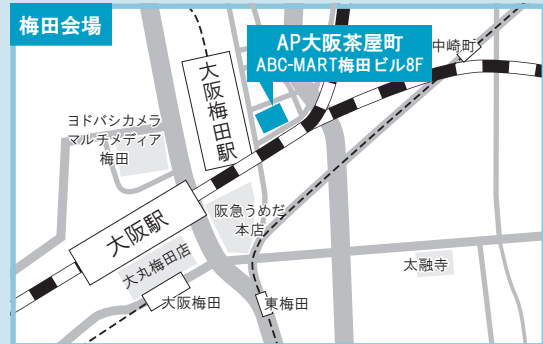 梅田会場
AP大阪茶屋町
ABC-MART梅田ビル8F
中崎町
大阪梅田駅
ヨドバシカメラ
マルチメディア
梅田
阪急うめだ
本店
大阪駅
大丸梅田店
太融寺
大阪梅田
東梅田